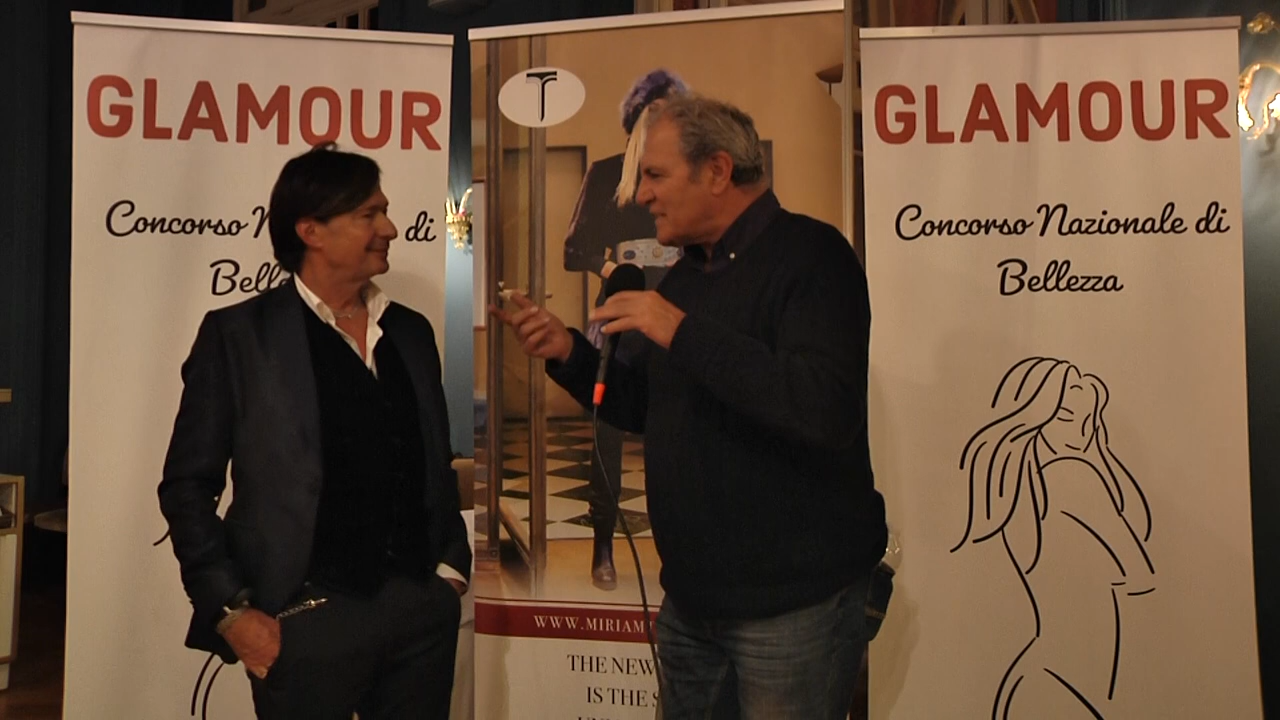 GLAMOUR
Concorso N di
Bell
T
WWW.MIRIAM
THE NEW
IS THE S
GLAMOUR
Concorso Nazionale di
Bellezza